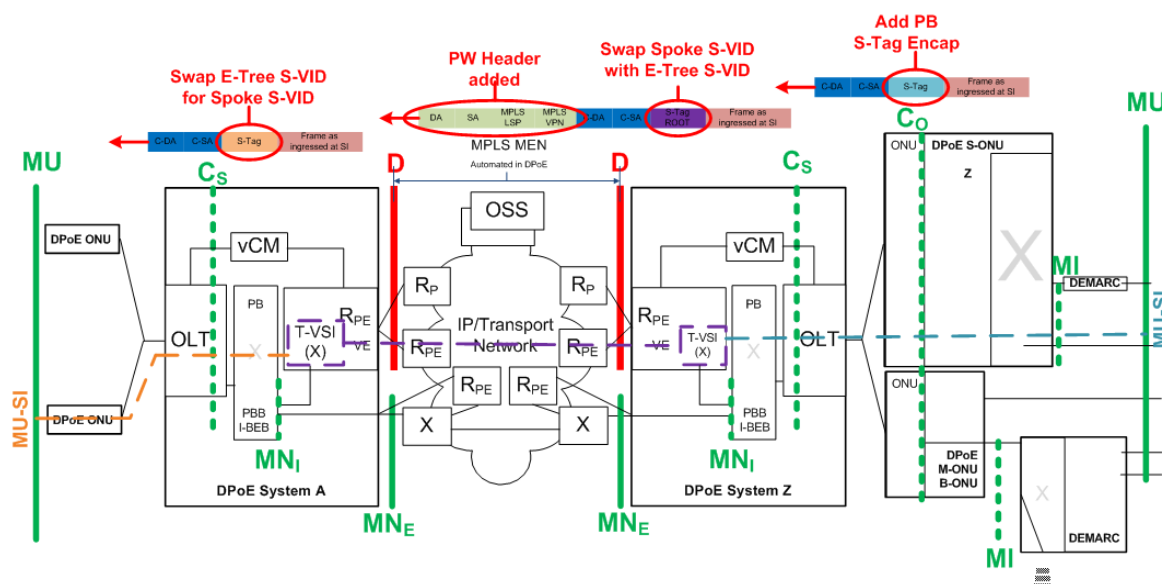 Add PB
S-Tag Encap
PW Header
added
Swap Spoke S-VID
with E-Tree S-VID
Swap E-Tree S-VID
for Spoke S-VID
C-DA C-SA S-Tag Frame as ingressed at SI
DA SA MPLS LSP MPLS VPN C-DA C-SA S-Tag ROOT Frame as ingressed at SI
C-DA C-SA S-Tag Frame as ingressed at SI
MPLS MEN
Automated in DPoE
MU
CS
D
D
CS
CO
MU
ONU
DPoE S-ONU
Z
X
OSS
DPoE ONU
vCM
vCM
RP
RP
MI
DEMARC
OLT
PB
X
T-VSI
(X)
RPE
VE
RPE
IP/Transport
Network
RPE
RPE
VE
T-VSI
(X)
PB
X
OLT
MU-SI
MU-SI
DPoE ONU
RPE
RPE
X
X
PBB
I-BEB
PBB
I-BEB
ONU
DPoE
M-ONU
B-ONU
MNI
MNI
DPoE System A
DPoE System Z
MNE
MNE
X
DEMARC
MI